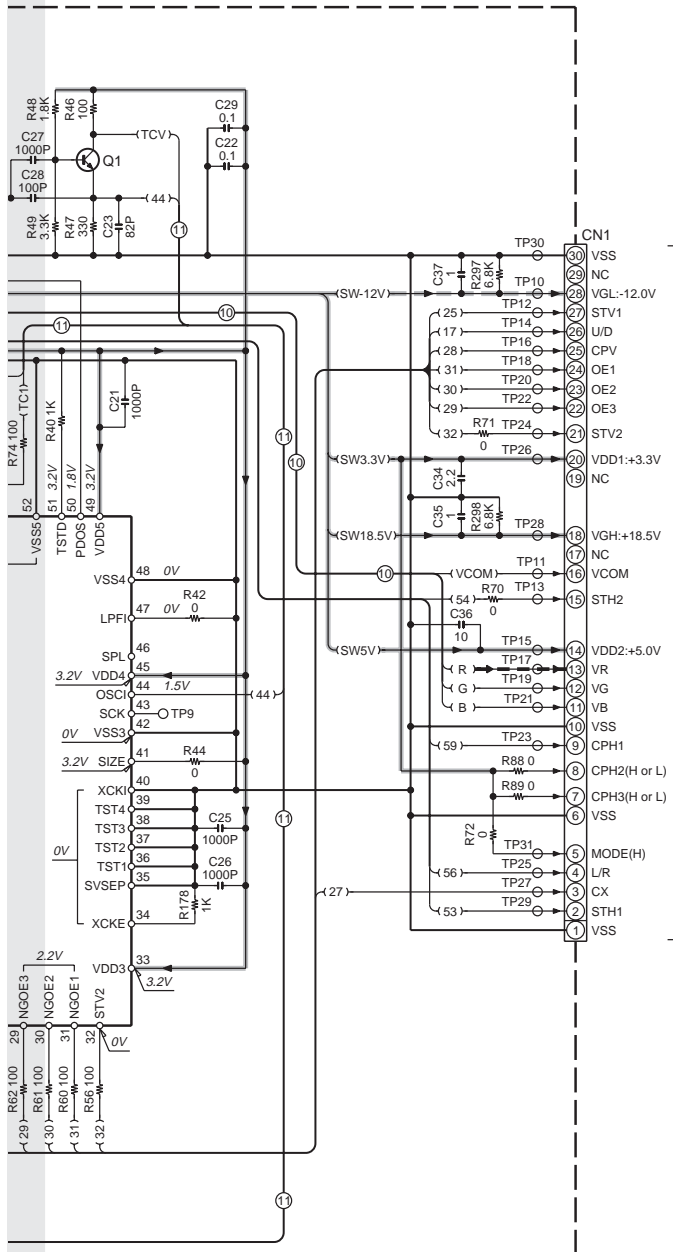 R48
1.8K
R46
100
C29
0.1
C27
1000P
(TCV)
C22
0.1
Q1
C28
100P
(44)
R49
3.3K
R47
330
C23
82P
11
CN1
TP30
30 VSS
29 NC
C37
1
R297
6.8K
(SW-12V)
TP10
28 VGL:-12.0V
(25)
TP12
27 STV1
10
(17)
TP14
26 U/D
11
(28)
TP16
25 CPV
(31)
TP18
24 OE1
(30)
TP20
23 OE2
(29)
TP22
22 OE3
(32)
R71
0
TP24
21 STV2
(TC1)
R74 100
R40 1K
C21
1000P
11
10
(SW3.3V)
TP26
20 VDD1:+3.3V
19 NC
C34
2.2
C35
1
R298
6.8K
52
51
3.2V
50
1.8V
49
3.2V
VSS5
TSTD
PDOS
VDD5
(SW18.5V)
TP28
18 VGH:+18.5V
17 NC
10
(VCOM)
TP11
16 VCOM
(54)
R70
0
TP13
15 STH2
C36
10
VSS4
48
0V
LPFI
47
0V
R42
0
SPL
46
(SW5V)
TP15
14 VDD2:+5.0V
3.2V
VDD4
45
(R)
TP17
13 VR
OSCI
44
1.5V
(44)
(G)
TP19
12 VG
SCK
43
TP9
(B)
TP21
11 VB
0V
VSS3
42
10 VSS
3.2V
SIZE
41
R44
0
(59)
TP23
9 CPH1
R88 0
8 CPH2(H or L)
R89 0
7 CPH3(H or L)
XCKI
40
TST4
39
TST3
38
C25
1000P
11
6 VSS
R72
0
TST2
37
0V
TP31
5 MODE(H)
TST1
36
C26
1000P
(56)
TP25
4 L/R
SVSEP
35
(27)
TP27
3 CX
R178
1K
XCKE
34
(53)
TP29
2 STH1
1 VSS
VDD3
33
3.2V
2.2V
NGOE3
NGOE2
NGOE1
STV2
29
30
31
32
0V
R62 100
R61 100
R60 100
R56 100
(29)
(30)
(31)
(32)
11